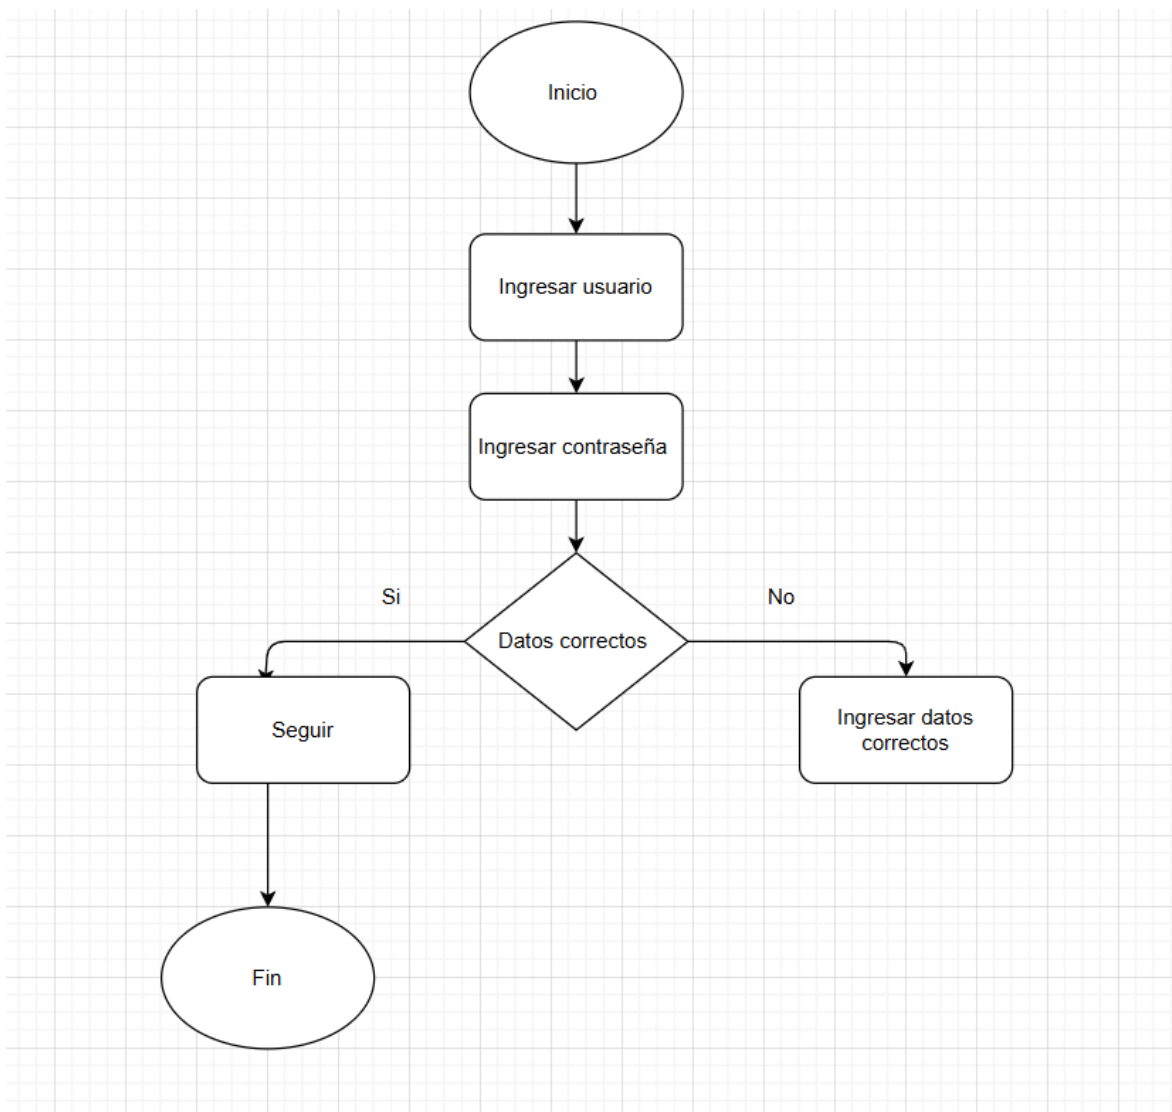 Inicio
Ingresar usuario
Ingresar contraseña
Si
No
Datos correctos
Seguir
Ingresar datos
correctos
Fin